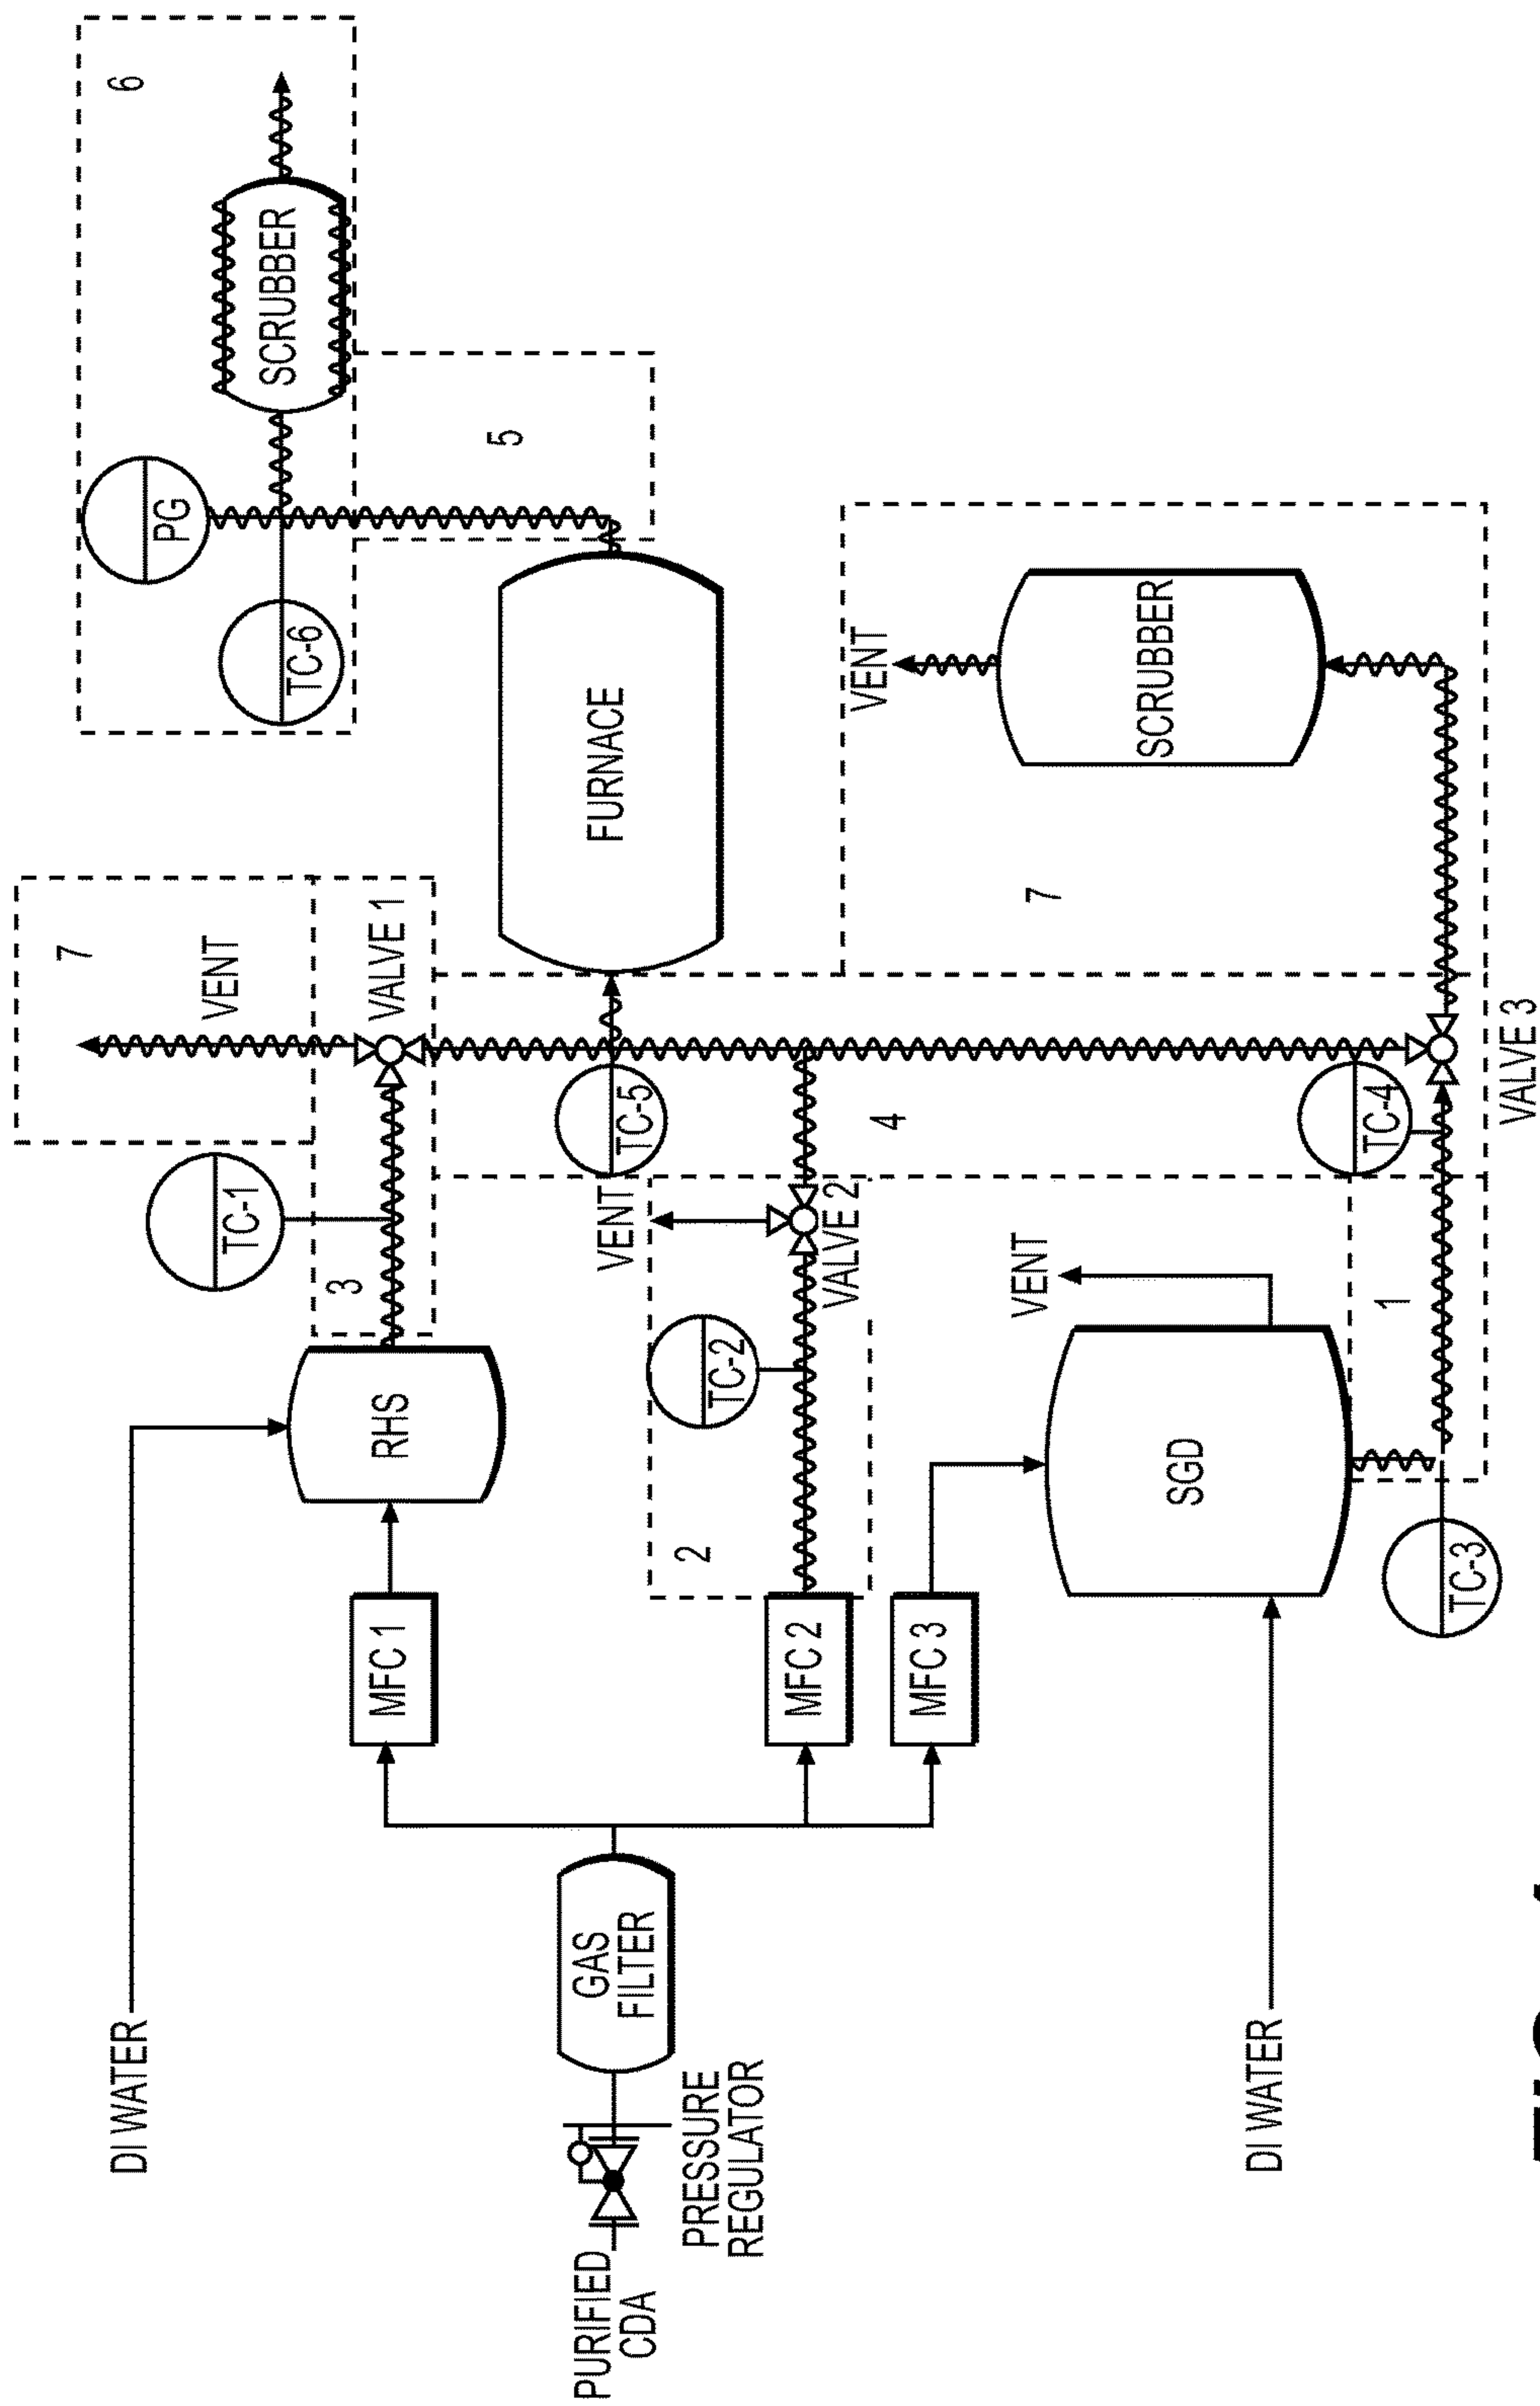 PURIFIED
CDA
PRESSURE
REGULATOR
GAS
FILTER
DI WATER
MFC 1
MFC 2
MFC 3
DI WATER
RHS
2
SGD
TC-3
TC-1
3
TC-2
VENT
VALVE 2
VENT
1
7
VENT
VALVE 1
TC-5
4
TC-4
VALVE 3
FURNACE
7
VENT
SCRUBBER
TC-6
PG
5
SCRUBBER
6